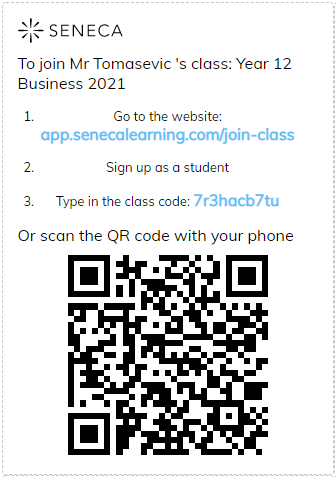 SENECA
To join Mr Tomasevic 's class: Year 12
Business 2021
1. Go to the website:
app.senecalearning.com/join-class
2. Sign up as a student
3. Type in the class code: 7r3hacb7tu
Or scan the QR code with your phone